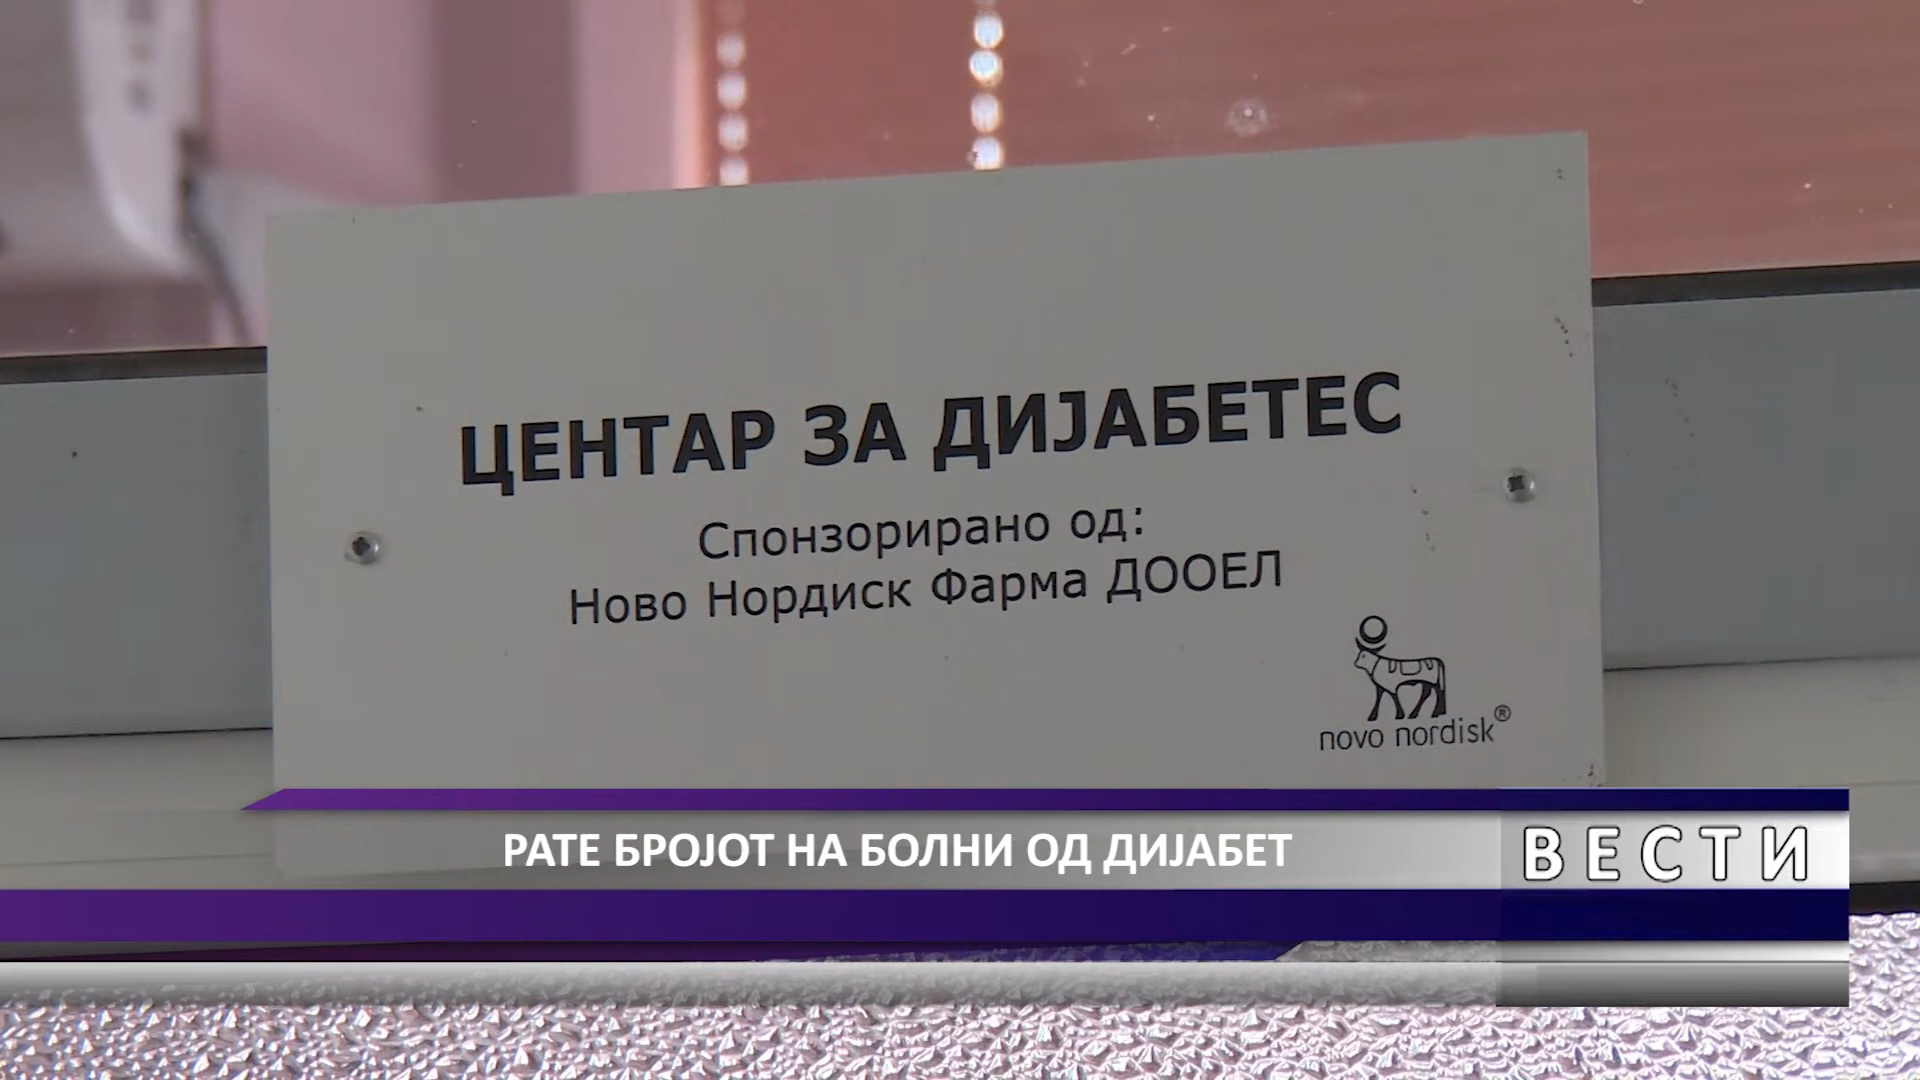 ЦЕНТАР ЗА ДИЈАБЕТЕС
Спонзорирано од:
Ново Нордиск Фарма ДООЕЛ
novo nordisk®
РАТЕ БРОЈОТ НА БОЛНИ ОД ДИЈАБЕТ
ВЕСТИ